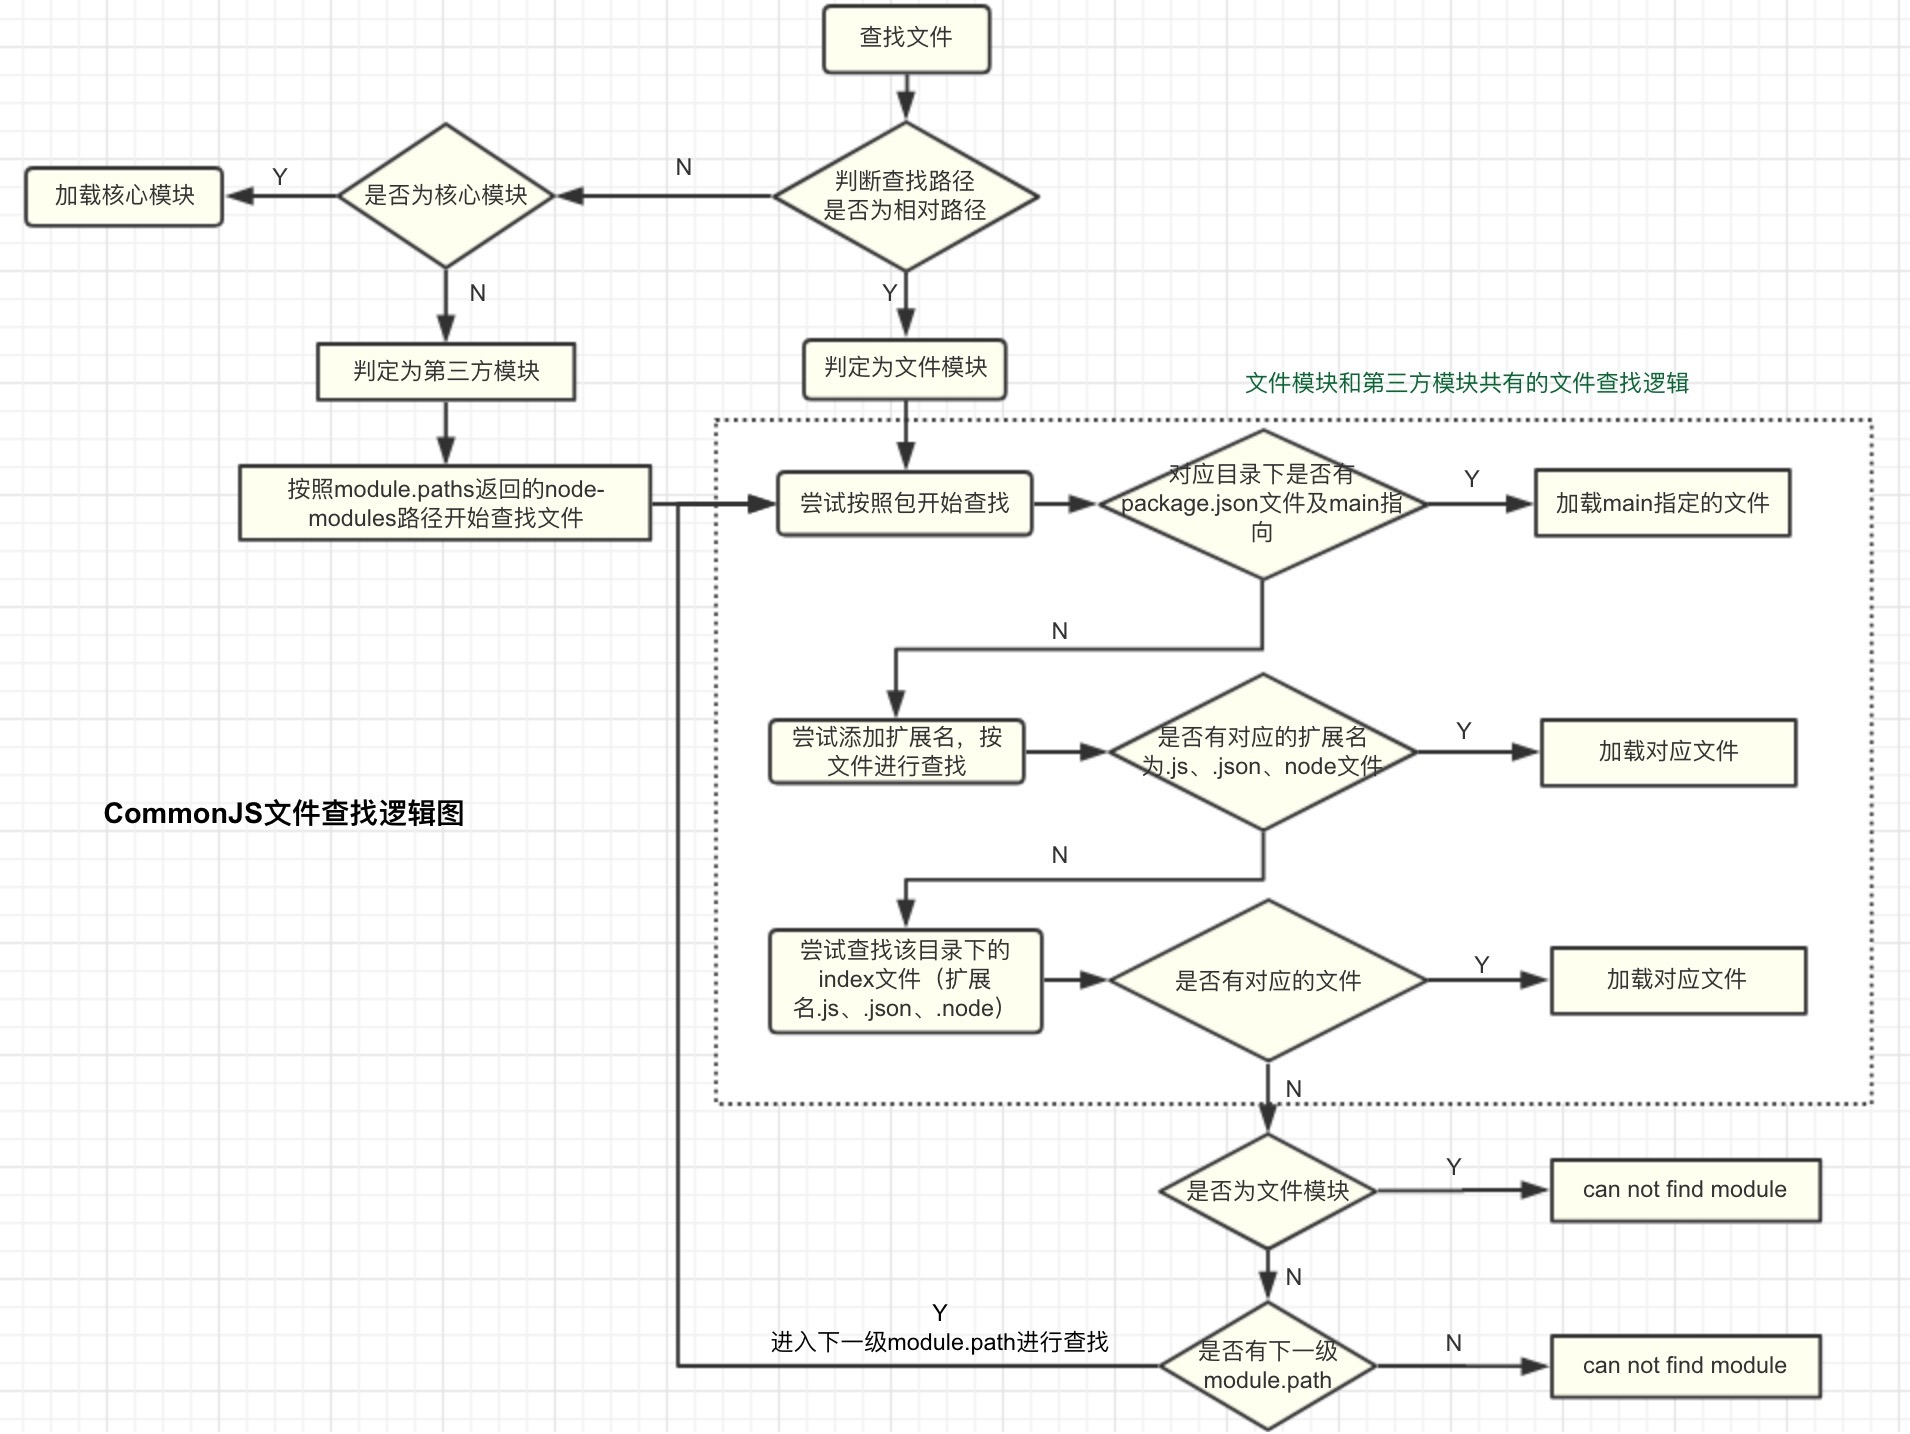 查找文件
判断查找路径
是否为相对路径
N
是否为核心模块
Y
加载核心模块
N
Y
判定为第三方模块
判定为文件模块
文件模块和第三方模块共有的文件查找逻辑
按照module.paths返回的node-
modules路径开始查找文件
尝试按照包开始查找
对应目录下是否有
package.json文件及main指
向
Y
加载main指定的文件
N
尝试添加扩展名，按
文件进行查找
是否有对应的扩展名
为.js、.json、node文件
Y
加载对应文件
CommonJS文件查找逻辑图
N
尝试查找该目录下的
index文件（扩展
名.js、.json、.node）
是否有对应的文件
Y
加载对应文件
N
是否为文件模块
Y
can not find module
N
Y
进入下一级module.path进行查找
是否有下一级
module.path
N
can not find module